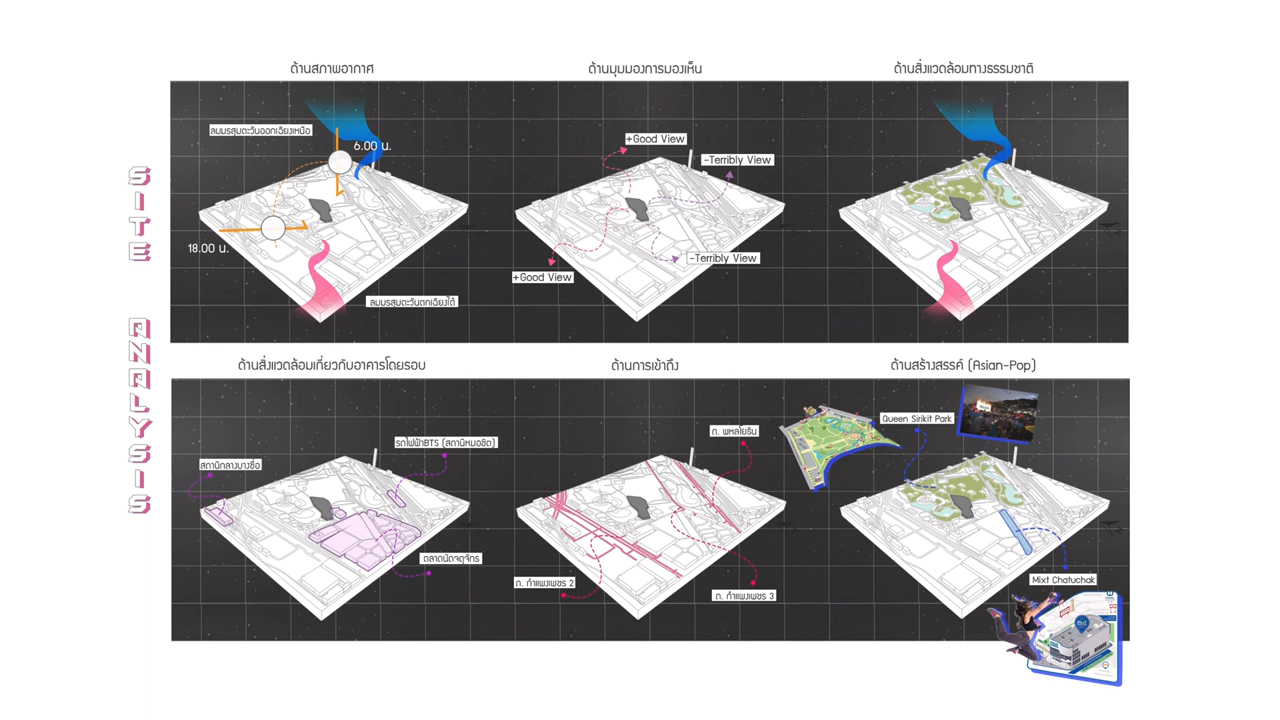 SITE ANALYSIS
ด้านสภาพอากาศ
ลมมรสุมตะวันออกเฉียงเหนือ
6.00 น.
18.00 น.
ลมมรสุมตะวันตกเฉียงใต้
ด้านมุมมองการมองเห็น
+Good View
-Terribly View
-Terribly View
+Good View
ด้านสิ่งแวดล้อมทางธรรมชาติ
ด้านสิ่งแวดล้อมเกี่ยวกับอาคารโดยรอบ
รถไฟฟ้าBTS (สถานีหมอชิต)
สถานีกลางบางซื่อ
ตลาดนัดจตุจักร
ด้านการเข้าถึง
ถ. พหลโยธิน
ถ. กำแพงเพชร 2
ถ. กำแพงเพชร 3
ด้านสร้างสรรค์ (Asian-Pop)
Queen Sirikit Park
Mixt Chatuchak